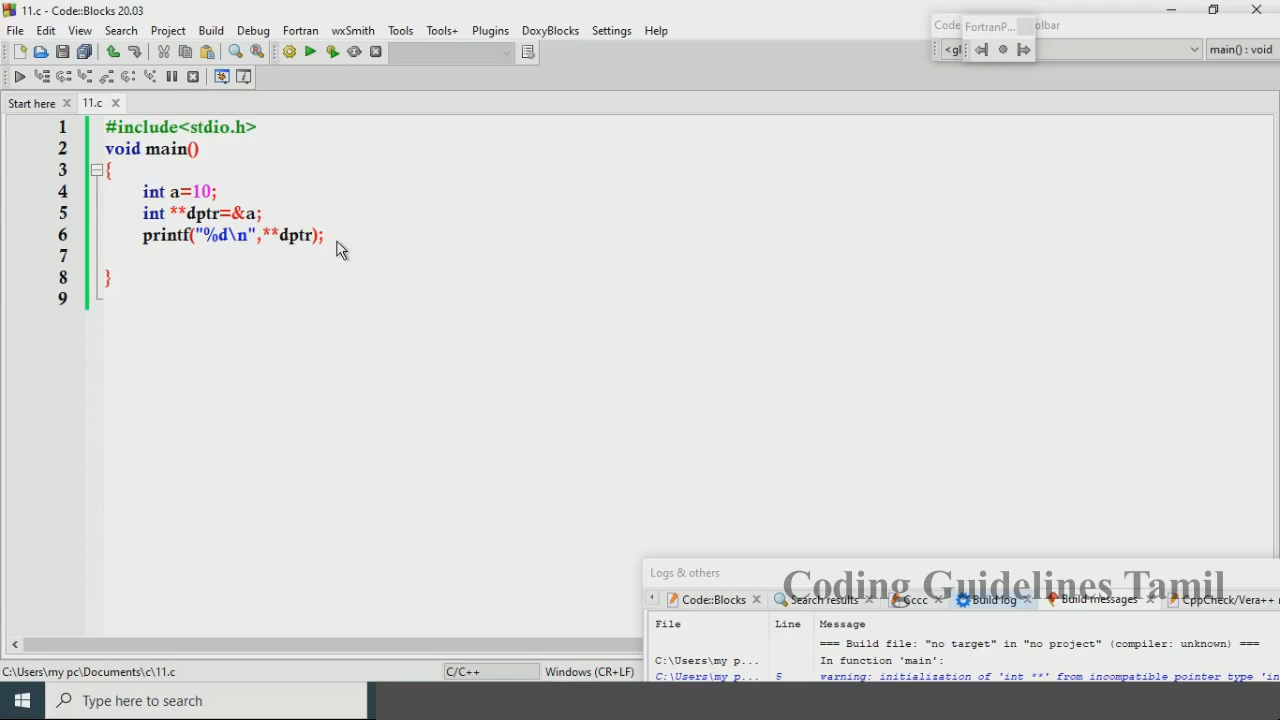 11.c - Code::Blocks 20.03
File Edit View Search Project Build Debug Fortran wxSmith Tools Tools+ Plugins DoxyBlocks Settings Help
Code
FortranP...
olbar
<gl
main() : void
Start here
11.c
1 #include<stdio.h>
2 void main()
3 {
4 int a=10;
5 int **dptr=&a;
6 printf("%d\n",**dptr);
7
8 }
9
Logs & others
Coding Guidelines Tamil
Code::Blocks
Search results
Cccc
Build log
Build messages
CppCheck/Vera++
File Line Message
=== Build file: "no target" in "no project" (compiler: unknown) ===
C:\Users\my p... In function 'main':
C:\Users\my p... 5 warning: initialization of 'int **' from incompatible pointer type 'in
C:\Users\my pc\Documents\c\11.c C/C++ Windows (CR+LF)
Type here to search